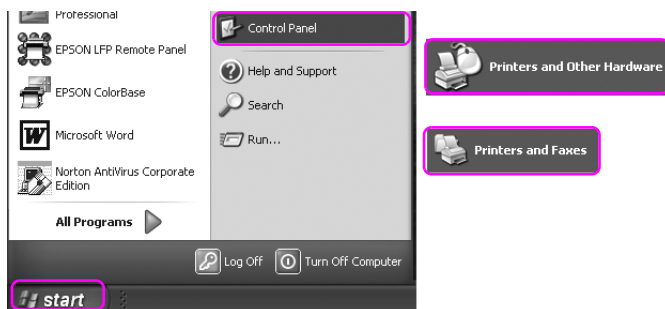 Professional
EPSON LFP Remote Panel
EPSON ColorBase
Microsoft Word
Norton AntiVirus Corporate
Edition
All Programs
Control Panel
Help and Support
Search
Run...
Log Off
Turn Off Computer
start
Printers and Other Hardware
Printers and Faxes